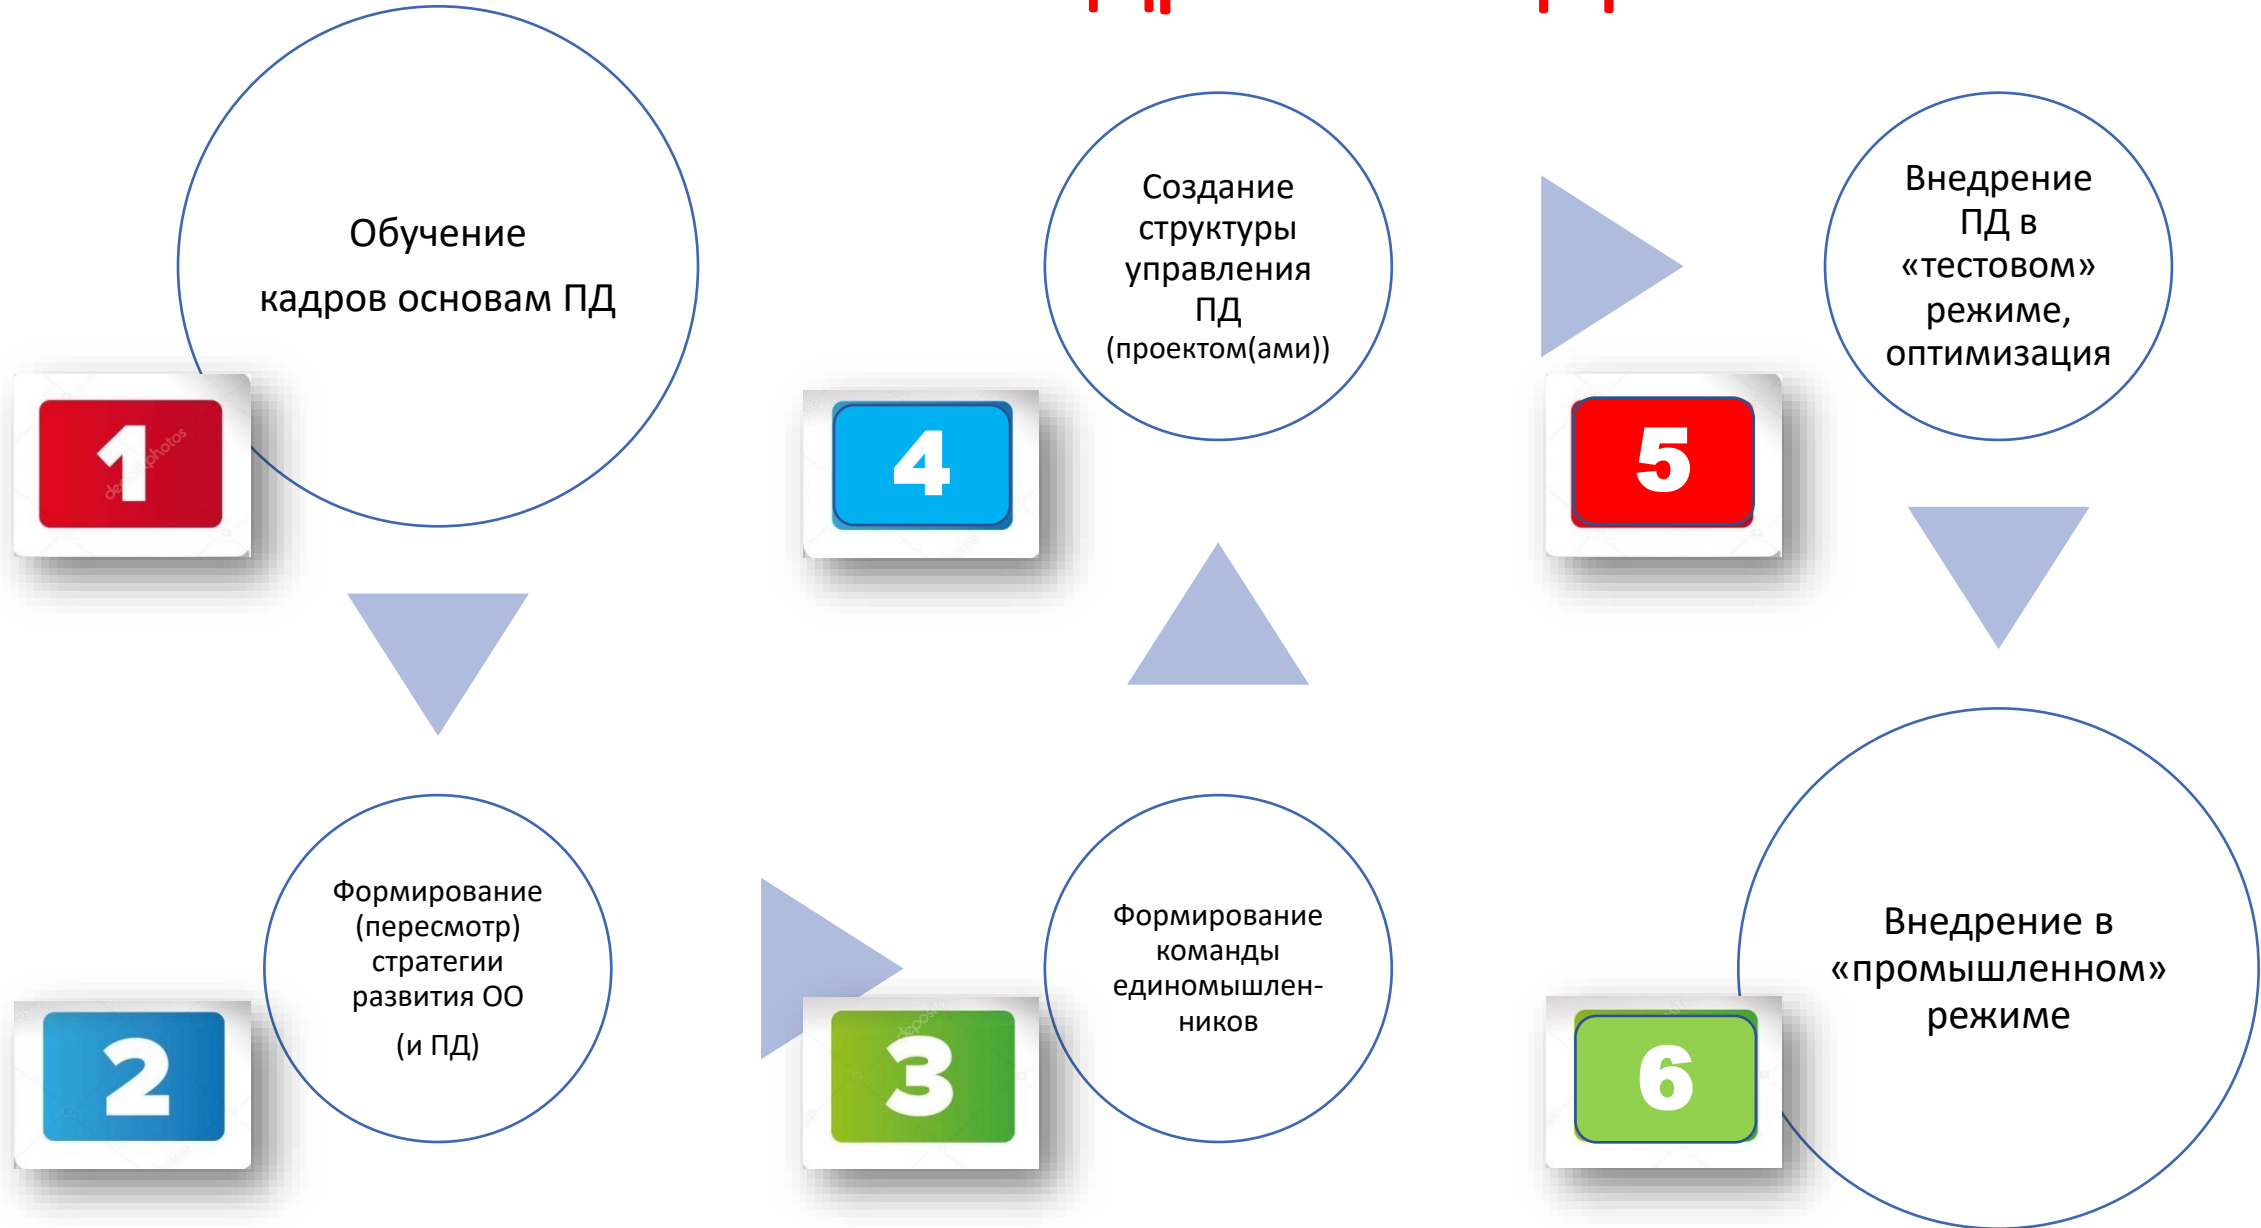 Обучение
кадров основам ПД
1
Формирование
(пересмотр)
стратегии
развития ОО
(и ПД)
2
Формирование
команды
единомышлен-
ников
3
Создание
структуры
управления
ПД
(проектом(ами))
4
Внедрение
ПД в
«тестовом»
режиме,
оптимизация
5
Внедрение в
«промышленном»
режиме
6